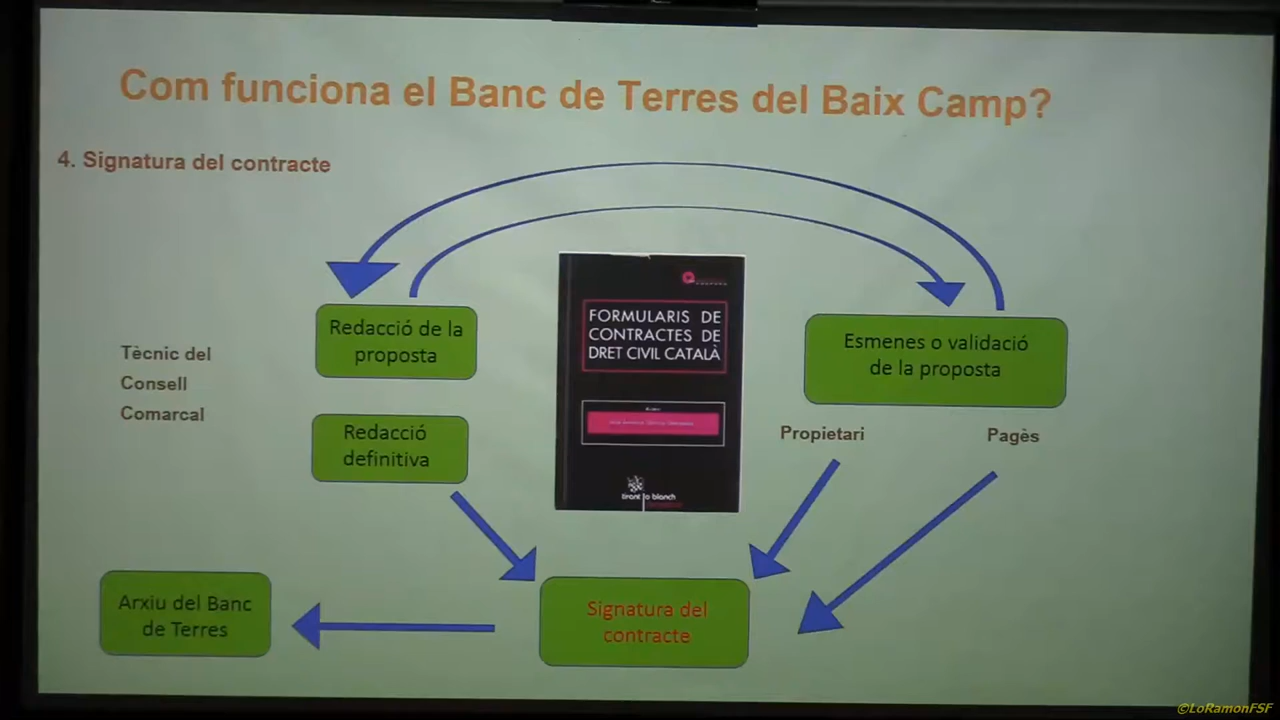 Com funciona el Banc de Terres del Baix Camp?
4. Signatura del contracte
Redacció de la
proposta
Tècnic del
Consell
Comarcal
Redacció
definitiva
FORMULARIS DE
CONTRACTES DE
DRET CIVIL CATALÀ
tirant lo blanch
Esmenes o validació
de la proposta
Propietari
Pagès
Arxiu del Banc
de Terres
Signatura del
contracte
©LoRamonFSF